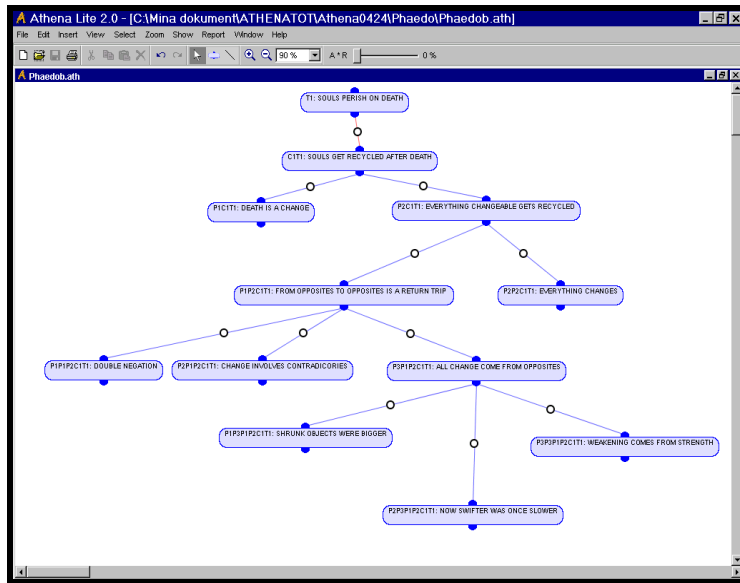 Athena Lite 2.0 - [C:\Mina dokument\ATHENATOT\Athena0424\Phaedo\Phaedob.ath]
File Edit Insert View Select Zoom Show Report Window Help
90 % A*R 0 %
Phaedob.ath
T1: SOULS PERISH ON DEATH
C1T1: SOULS GET RECYCLED AFTER DEATH
P1C1T1: DEATH IS A CHANGE
P2C1T1: EVERYTHING CHANGEABLE GETS RECYCLED
P1P2C1T1: FROM OPPOSITES TO OPPOSITES IS A RETURN TRIP
P2P2C1T1: EVERYTHING CHANGES
P1P1P2C1T1: DOUBLE NEGATION
P2P1P2C1T1: CHANGE INVOLVES CONTRADICORIES
P3P1P2C1T1: ALL CHANGE COME FROM OPPOSITES
P1P3P1P2C1T1: SHRUNK OBJECTS WERE BIGGER
P3P3P1P2C1T1: WEAKENING COMES FROM STRENGTH
P2P3P1P2C1T1: NOW SWIFTER WAS ONCE SLOWER